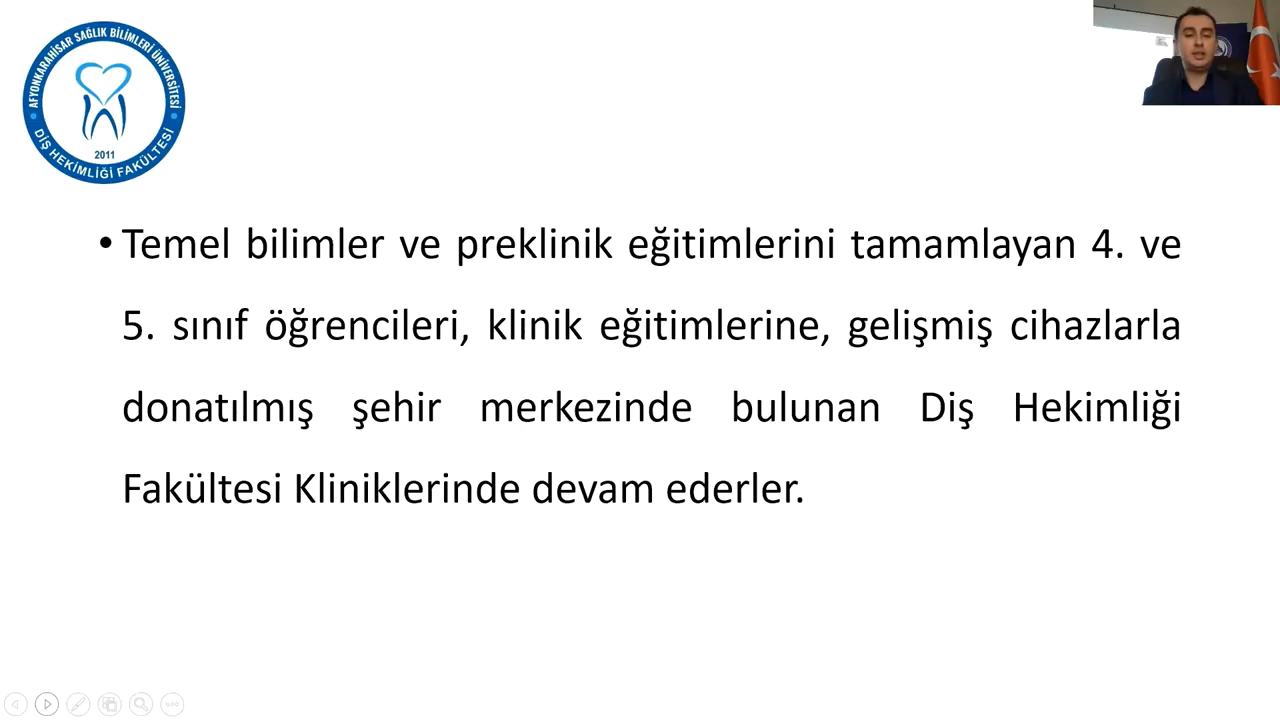 AFYONKARAHİSAR SAĞLIK BİLİMLERİ ÜNİVERSİTESİ
2011
DİŞ HEKİMLİĞİ FAKÜLTESİ
• Temel bilimler ve preklinik eğitimlerini tamamlayan 4. ve
5. sınıf öğrencileri, klinik eğitimlerine, gelişmiş cihazlarla
donatılmış şehir merkezinde bulunan Diş Hekimliği
Fakültesi Kliniklerinde devam ederler.